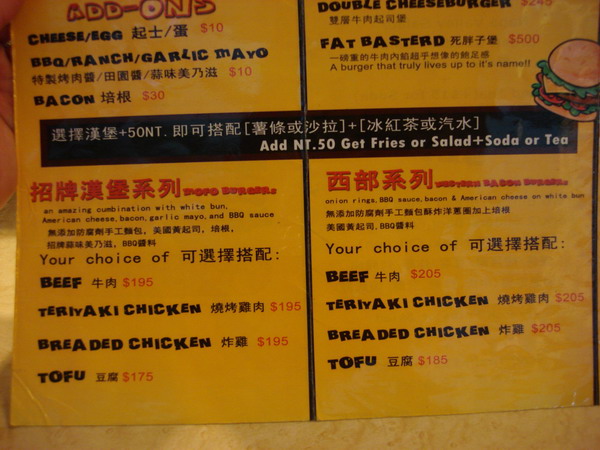 ADD-ONS $10
CHEESE/EGG 起士/蛋
BBQ/RANCH/GARLIC MAYO
特製烤肉醬/田園醬/蒜味美乃滋 $10
BACON 培根 $30
DOUBLE CHEESEBURGER $245
雙層牛肉起司堡
FAT BASTERD 死胖子堡 $500
一磅重的牛肉內餡超乎想像的飽足感
A burger that truly lives up to it's name!!
選擇漢堡+50NT. 即可搭配[薯條或沙拉]+[冰紅茶或汽水]
Add NT.50 Get Fries or Salad+Soda or Tea
招牌漢堡系列 MOFO BURGERS
an amazing cumbination with white bun,
American cheese,bacon,garlic mayo,and BBQ sauce
無添加防腐劑手工麵包, 美國黃起司, 培根,
招牌蒜味美乃滋, BBQ醬料
Your choice of 可選擇搭配:
BEEF 牛肉 $195
TERIYAKI CHICKEN 燒烤雞肉 $195
BREADED CHICKEN 炸雞 $195
TOFU 豆腐 $175
西部系列 WESTERN BACON BURGERS
onion rings,BBQ sauce,bacon & American cheese on white bun
無添加防腐劑手工麵包酥炸洋蔥圈加上培根
美國黃起司,BBQ醬料
Your choice of 可選擇搭配:
BEEF 牛肉 $205
TERIYAKI CHICKEN 燒烤雞肉 $205
BREADED CHICKEN 炸雞 $205
TOFU 豆腐 $185